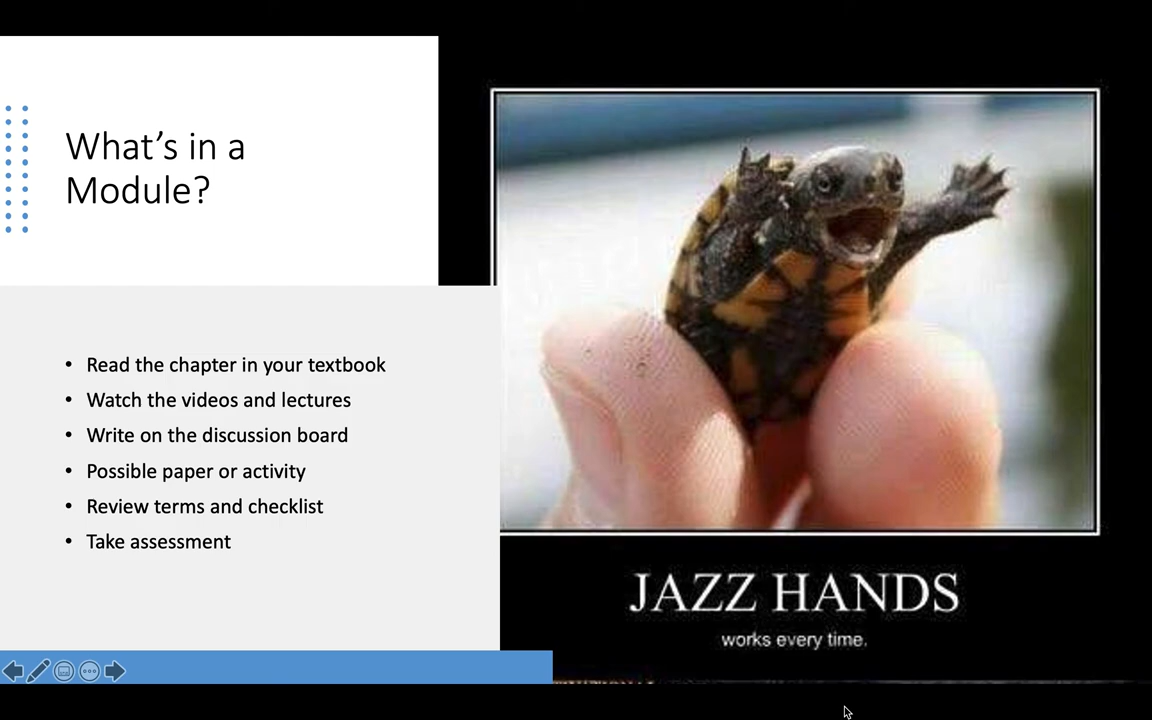 What's in a
Module?
• Read the chapter in your textbook
• Watch the videos and lectures
• Write on the discussion board
• Possible paper or activity
• Review terms and checklist
• Take assessment
JAZZ HANDS
works every time.